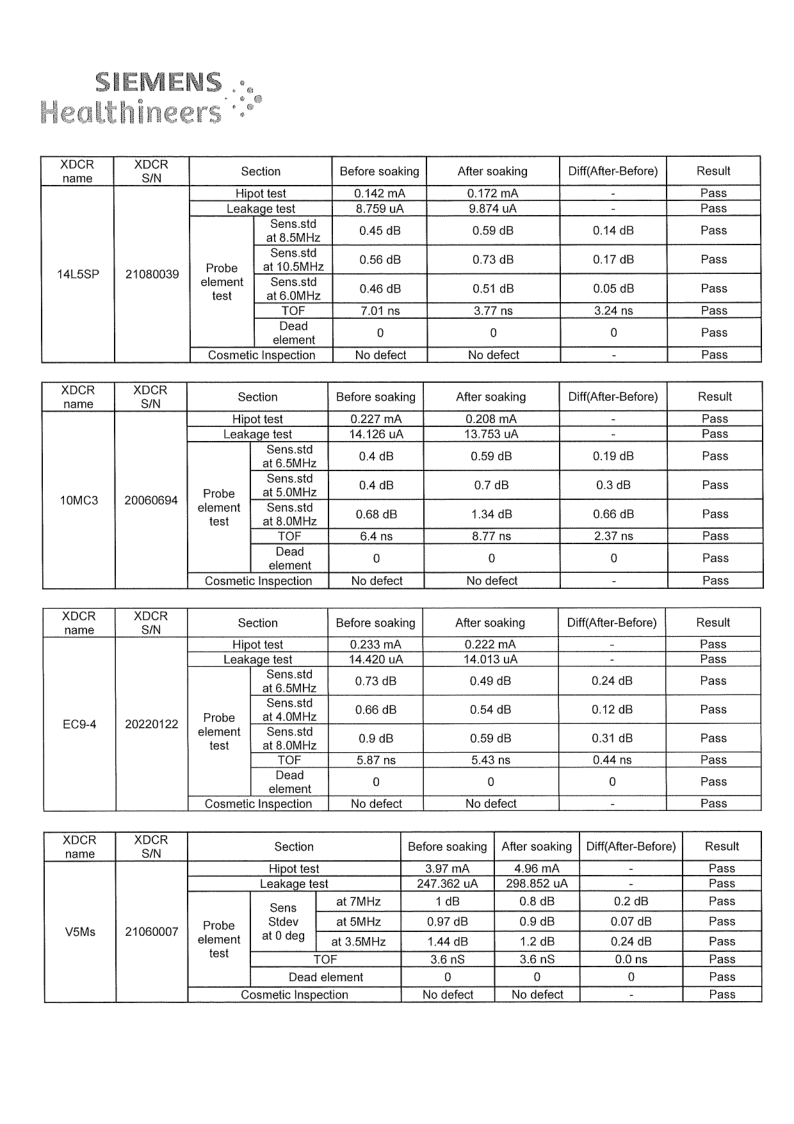 SIEMENS
Healthineers
XDCR name XDCR S/N Section Before soaking After soaking Diff(After-Before) Result
14L5SP 21080039 Hipot test 0.142 mA 0.172 mA - Pass
Leakage test 8.759 uA 9.874 uA - Pass
Probe element test Sens.std at 8.5MHz 0.45 dB 0.59 dB 0.14 dB Pass
Sens.std at 10.5MHz 0.56 dB 0.73 dB 0.17 dB Pass
Sens.std at 6.0MHz 0.46 dB 0.51 dB 0.05 dB Pass
TOF 7.01 ns 3.77 ns 3.24 ns Pass
Dead element 0 0 0 Pass
Cosmetic Inspection No defect No defect - Pass
XDCR name XDCR S/N Section Before soaking After soaking Diff(After-Before) Result
10MC3 20060694 Hipot test 0.227 mA 0.208 mA - Pass
Leakage test 14.126 uA 13.753 uA - Pass
Probe element test Sens.std at 6.5MHz 0.4 dB 0.59 dB 0.19 dB Pass
Sens.std at 5.0MHz 0.4 dB 0.7 dB 0.3 dB Pass
Sens.std at 8.0MHz 0.68 dB 1.34 dB 0.66 dB Pass
TOF 6.4 ns 8.77 ns 2.37 ns Pass
Dead element 0 0 0 Pass
Cosmetic Inspection No defect No defect - Pass
XDCR name XDCR S/N Section Before soaking After soaking Diff(After-Before) Result
EC9-4 20220122 Hipot test 0.233 mA 0.222 mA - Pass
Leakage test 14.420 uA 14.013 uA - Pass
Probe element test Sens.std at 6.5MHz 0.73 dB 0.49 dB 0.24 dB Pass
Sens.std at 4.0MHz 0.66 dB 0.54 dB 0.12 dB Pass
Sens.std at 8.0MHz 0.9 dB 0.59 dB 0.31 dB Pass
TOF 5.87 ns 5.43 ns 0.44 ns Pass
Dead element 0 0 0 Pass
Cosmetic Inspection No defect No defect - Pass
XDCR name XDCR S/N Section Before soaking After soaking Diff(After-Before) Result
V5Ms 21060007 Hipot test 3.97 mA 4.96 mA - Pass
Leakage test 247.362 uA 298.852 uA - Pass
Probe element test Sens Stdev at 0 deg at 7MHz 1 dB 0.8 dB 0.2 dB Pass
at 5MHz 0.97 dB 0.9 dB 0.07 dB Pass
at 3.5MHz 1.44 dB 1.2 dB 0.24 dB Pass
TOF 3.6 nS 3.6 nS 0.0 ns Pass
Dead element 0 0 0 Pass
Cosmetic Inspection No defect No defect - Pass